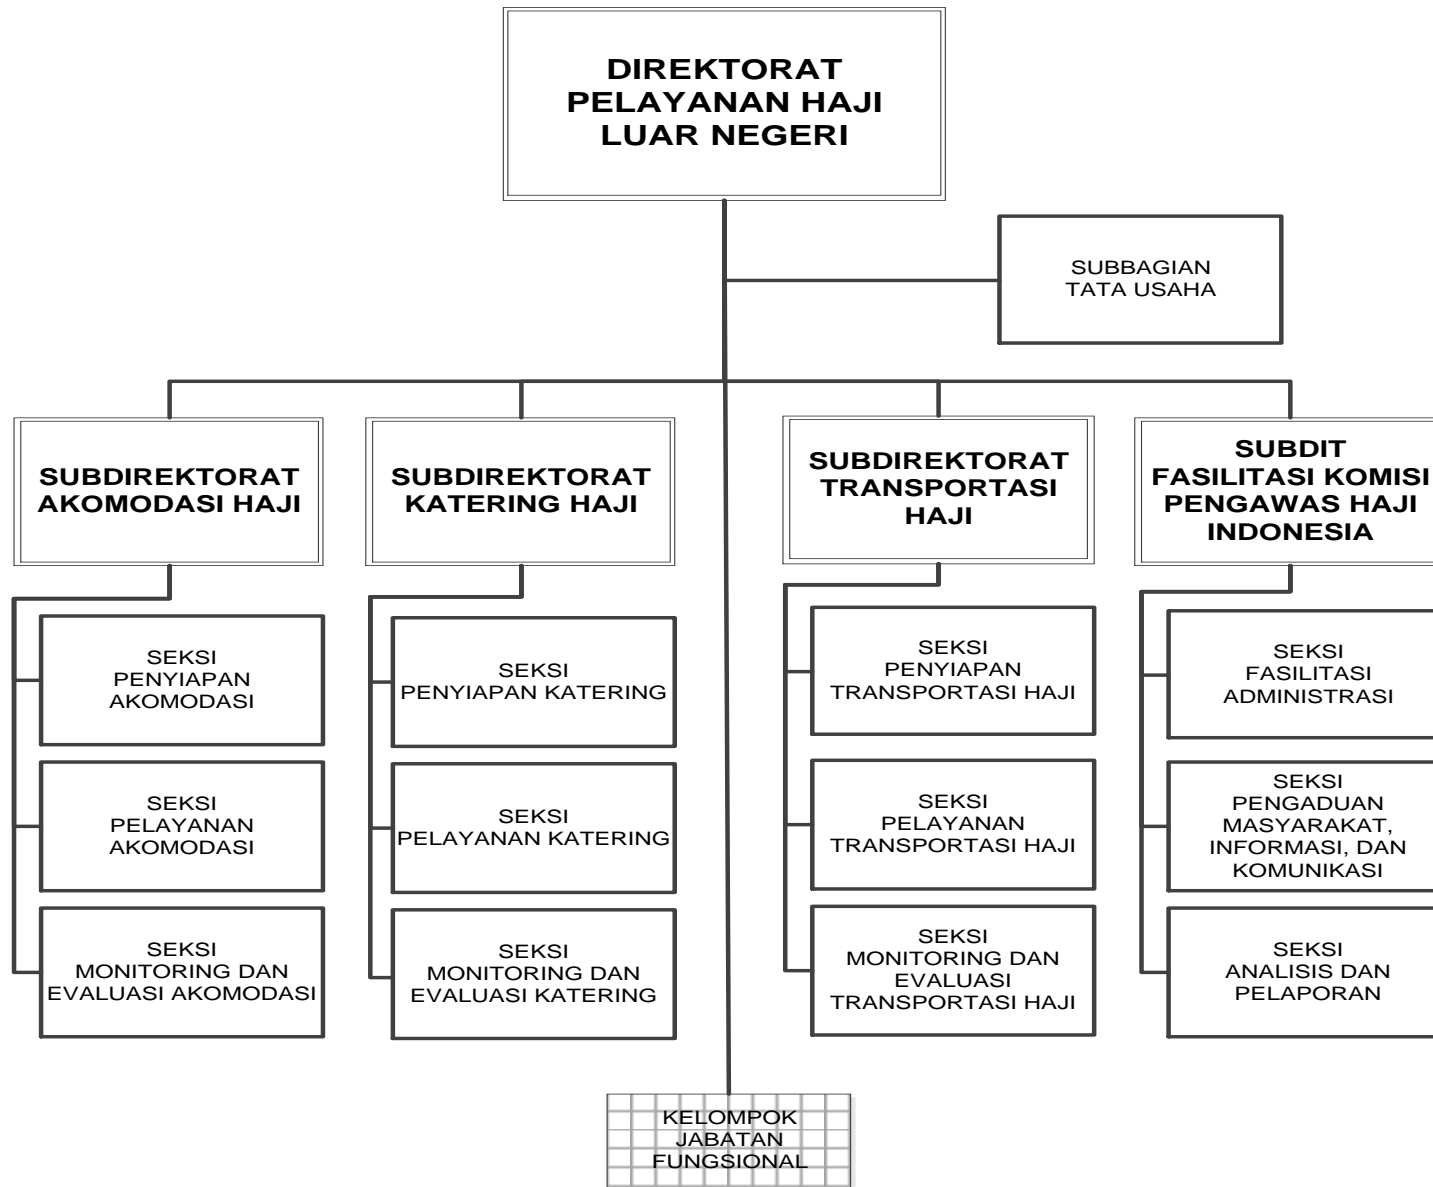 DIREKTORAT
PELAYANAN HAJI
LUAR NEGERI
SUBBAGIAN
TATA USAHA
SUBDIREKTORAT
AKOMODASI HAJI
SUBDIREKTORAT
KATERING HAJI
SUBDIREKTORAT
TRANSPORTASI
HAJI
SUBDIT
FASILITASI KOMISI
PENGAWAS HAJI
INDONESIA
SEKSI
PENYIAPAN
AKOMODASI
SEKSI
PENYIAPAN KATERING
SEKSI
PENYIAPAN
TRANSPORTASI HAJI
SEKSI
FASILITASI
ADMINISTRASI
SEKSI
PELAYANAN
AKOMODASI
SEKSI
PELAYANAN KATERING
SEKSI
PELAYANAN
TRANSPORTASI HAJI
SEKSI
PENGADUAN
MASYARAKAT,
INFORMASI, DAN
KOMUNIKASI
SEKSI
MONITORING DAN
EVALUASI AKOMODASI
SEKSI
MONITORING DAN
EVALUASI KATERING
SEKSI
MONITORING DAN
EVALUASI
TRANSPORTASI HAJI
SEKSI
ANALISIS DAN
PELAPORAN
KELOMPOK
JABATAN
FUNGSIONAL